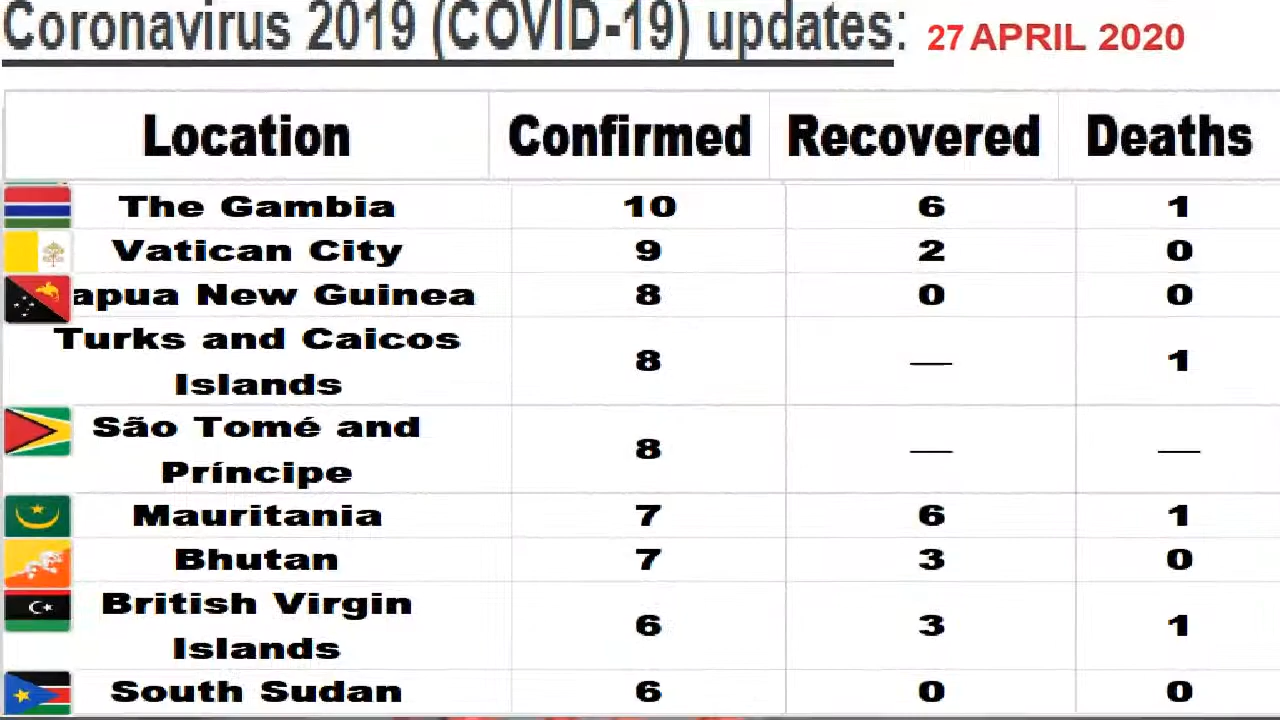 Coronavirus 2019 (COVID-19) updates: 27 APRIL 2020
Location Confirmed Recovered Deaths
The Gambia 10 6 1
Vatican City 9 2 0
apua New Guinea 8 0 0
Turks and Caicos
Islands 8 — 1
São Tomé and
Príncipe 8 — —
Mauritania 7 6 1
Bhutan 7 3 0
British Virgin
Islands 6 3 1
South Sudan 6 0 0